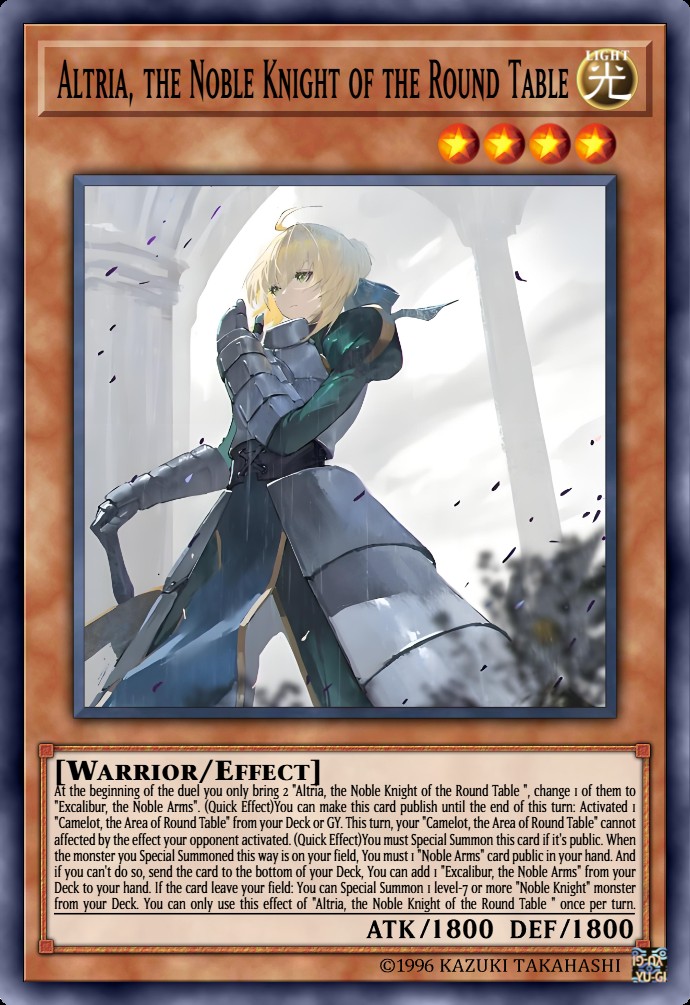 ALTRIA, THE NOBLE KNIGHT OF THE ROUND TABLE
LIGHT
光
[WARRIOR/EFFECT]
At the beginning of the duel you only bring 2 "Altria, the Noble Knight of the Round Table ", change 1 of them to
"Excalibur, the Noble Arms". (Quick Effect)You can make this card publish until the end of this turn: Activated 1
"Camelot, the Area of Round Table" from your Deck or GY. This turn, your "Camelot, the Area of Round Table" cannot
affected by the effect your opponent activated. (Quick Effect)You must Special Summon this card if it's public. When
the monster you Special Summoned this way is on your field, You must 1 "Noble Arms" card public in your hand. And
if you can't do so, send the card to the bottom of your Deck, You can add 1 "Excalibur, the Noble Arms" from your
Deck to your hand. If the card leave your field: You can Special Summon 1 level-7 or more "Noble Knight" monster
from your Deck. You can only use this effect of "Altria, the Noble Knight of the Round Table " once per turn.
ATK/1800 DEF/1800
©1996 KAZUKI TAKAHASHI